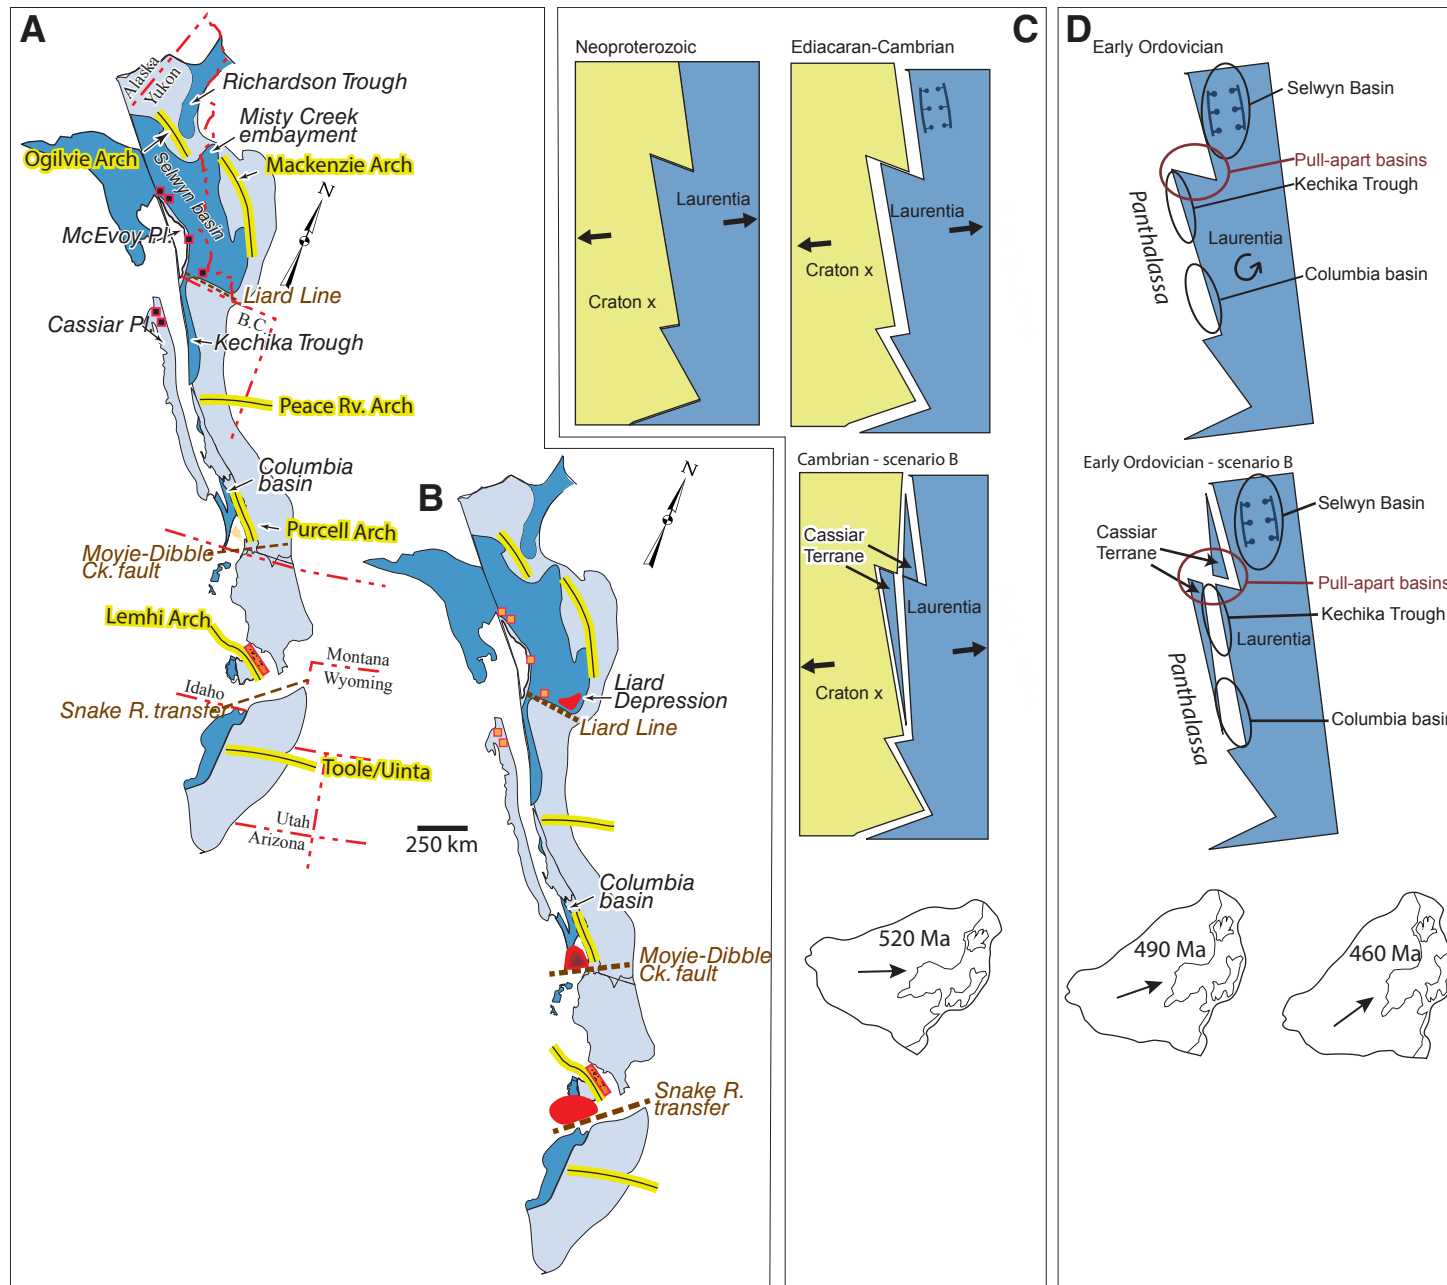 A
Alaska
Yukon
Richardson Trough
Misty Creek
embayment
Ogilvie Arch
Mackenzie Arch
Selwyn basin
N
McEvoy Pl.
Liard Line
B.C.
Cassiar Pl.
Kechika Trough
Peace Rv. Arch
Columbia
basin
Purcell Arch
Moyie-Dibble
Ck. fault
Lemhi Arch
Montana
Wyoming
Idaho
Snake R. transfer
Toole/Uinta
Utah
Arizona
B
N
Liard
Depression
Liard Line
250 km
Columbia
basin
Moyie-Dibble
Ck. fault
Snake R.
transfer
C
Neoproterozoic
Ediacaran-Cambrian
Laurentia
Craton x
Laurentia
Craton x
Cambrian - scenario B
Cassiar
Terrane
Laurentia
Craton x
520 Ma
D
Early Ordovician
Selwyn Basin
Pull-apart basins
Kechika Trough
Panthalassa
Laurentia
Columbia basin
Early Ordovician - scenario B
Selwyn Basin
Cassiar
Terrane
Pull-apart basins
Kechika Trough
Laurentia
Panthalassa
Columbia basin
490 Ma
460 Ma